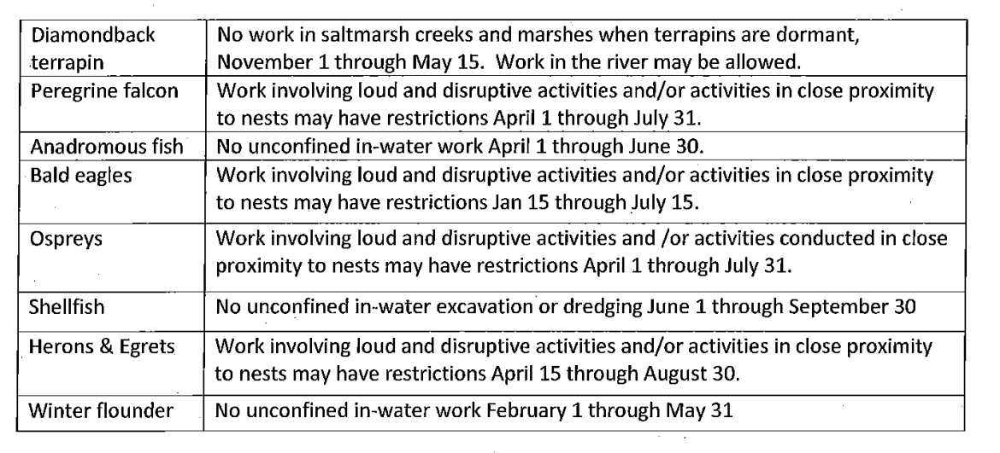 Diamondback terrapin
No work in saltmarsh creeks and marshes when terrapins are dormant,
November 1 through May 15. Work in the river may be allowed.
Peregrine falcon
Work involving loud and disruptive activities and/or activities in close proximity
to nests may have restrictions April 1 through July 31.
Anadromous fish
No unconfined in-water work April 1 through June 30.
Bald eagles
Work involving loud and disruptive activities and/or activities in close proximity
to nests may have restrictions Jan 15 through July 15.
Ospreys
Work involving loud and disruptive activities and /or activities conducted in close
proximity to nests may have restrictions April 1 through July 31.
Shellfish
No unconfined in-water excavation or dredging June 1 through September 30
Herons & Egrets
Work involving loud and disruptive activities and/or activities in close proximity
to nests may have restrictions April 15 through August 30.
Winter flounder
No unconfined in-water work February 1 through May 31